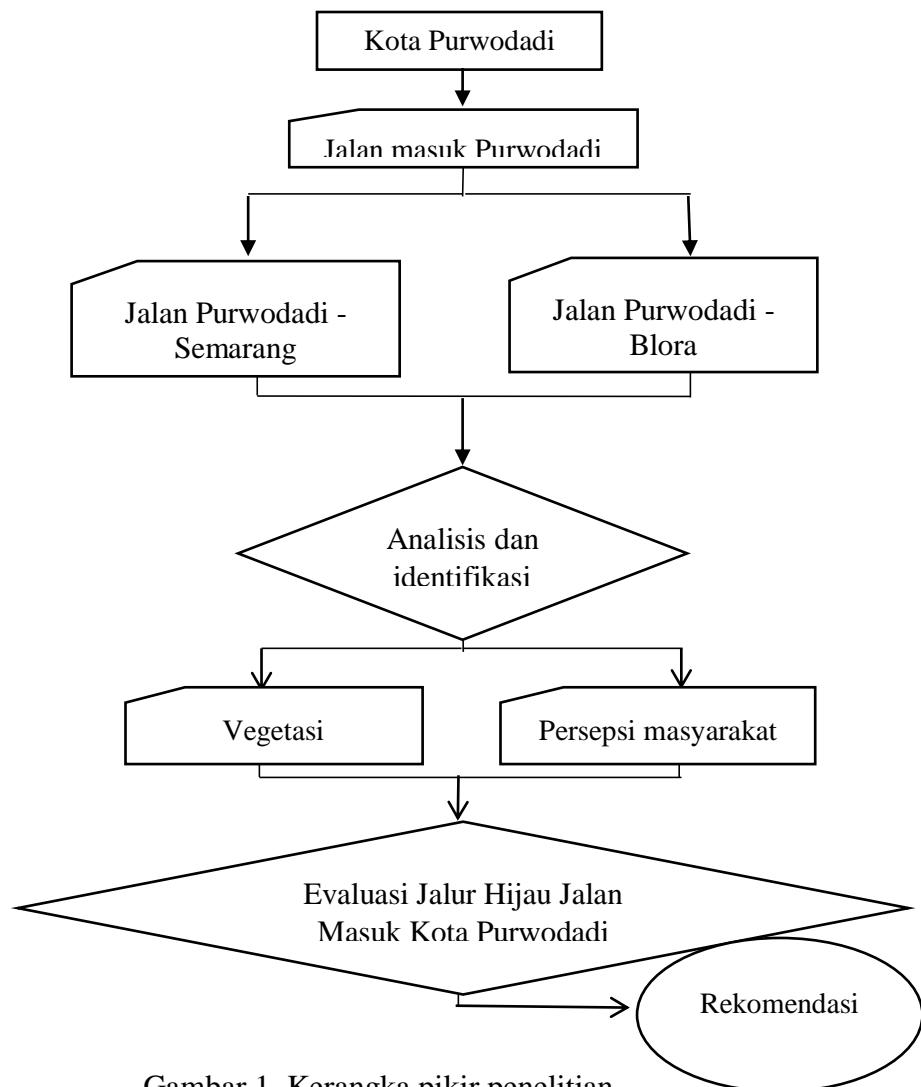 Kota Purwodadi
Jalan masuk Purwodadi
Jalan Purwodadi -
Semarang
Jalan Purwodadi -
Blora
Analisis dan
identifikasi
Vegetasi
Persepsi masyarakat
Evaluasi Jalur Hijau Jalan
Masuk Kota Purwodadi
Rekomendasi
Gambar 1. Kerangka pikir penelitian